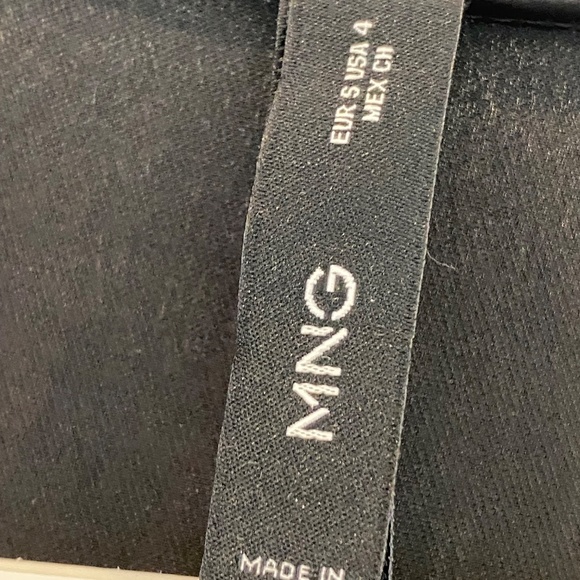 EUR S USA 4
MEX CH
MNG
MADE IN